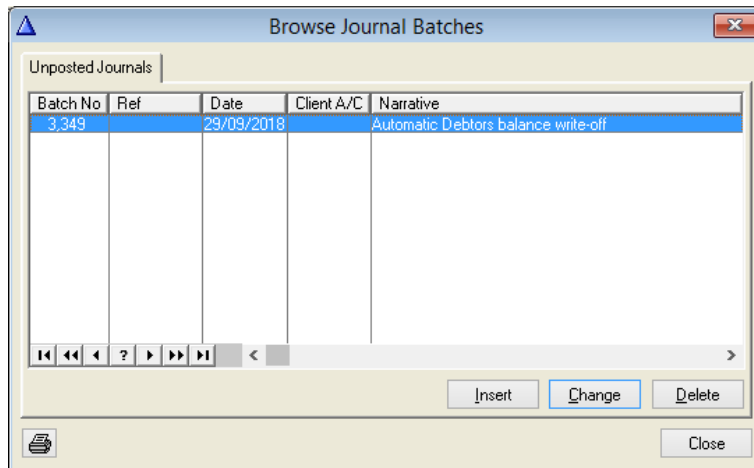 Browse Journal Batches
Unposted Journals
Batch No Ref Date Client A/C Narrative
3,349 29/09/2018 Automatic Debtors balance write-off
?
Insert Change Delete
Close